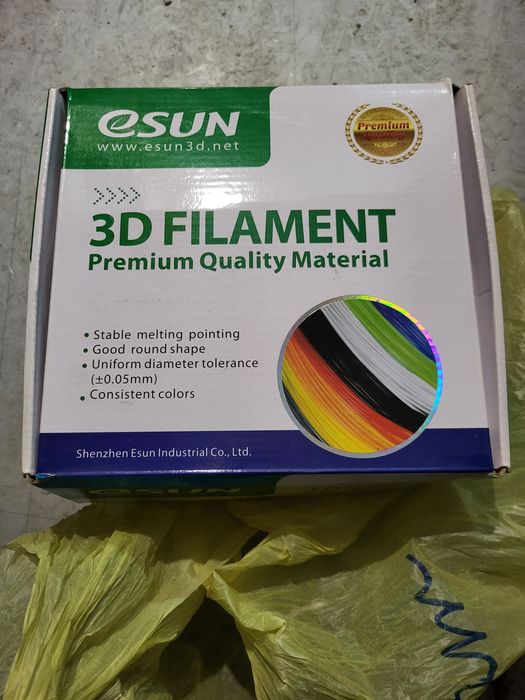 eSUN
www.esun3d.net
Premium
3D FILAMENT
Premium Quality Material
• Stable melting pointing
• Good round shape
• Uniform diameter tolerance
(±0.05mm)
• Consistent colors
Shenzhen Esun Industrial Co., Ltd.
eSUN